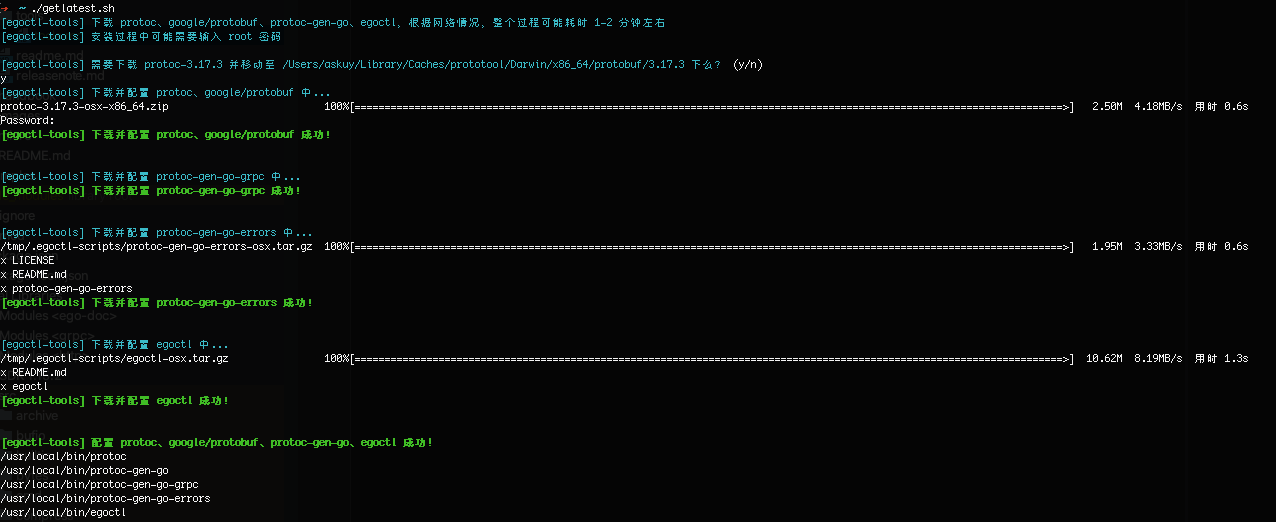 → ~ ./getlatest.sh
[egoctl-tools] 下载 protoc、google/protobuf、protoc-gen-go、egoctl, 根据网络情况, 整个过程可能耗时 1-2 分钟左右
[egoctl-tools] 安装过程中可能需要输入 root 密码
readme.md
[egoctl-tools] 需要下载 protoc-3.17.3 并移动至 /Users/askuy/Library/Caches/prototool/Darwin/x86_64/protobuf/3.17.3 下么? (y/n)
y
releasenote.md
[egoctl-tools] 下载并配置 protoc、google/protobuf 中...
protoc-3.17.3-osx-x86_64.zip 100%[===================================================================================================================>] 2.50M 4.18MB/s 用时 0.6s
Password:
[egoctl-tools] 下载并配置 protoc、google/protobuf 成功!
README.md
[egoctl-tools] 下载并配置 protoc-gen-go-grpc 中...
[egoctl-tools] 下载并配置 protoc-gen-go-grpc 成功!
ignore
[egoctl-tools] 下载并配置 protoc-gen-go-errors 中...
/tmp/.egoctl-scripts/protoc-gen-go-errors-osx.tar.gz 100%[===================================================================================================================>] 1.95M 3.33MB/s 用时 0.6s
x LICENSE
x README.md
x protoc-gen-go-errors
[egoctl-tools] 下载并配置 protoc-gen-go-errors 成功!
Modules <ego-doc>
Modules <grpc>
[egoctl-tools] 下载并配置 egoctl 中...
/tmp/.egoctl-scripts/egoctl-osx.tar.gz 100%[===================================================================================================================>] 10.62M 8.19MB/s 用时 1.3s
x README.md
x egoctl
[egoctl-tools] 下载并配置 egoctl 成功!
archive
[egoctl-tools] 配置 protoc、google/protobuf、protoc-gen-go、egoctl 成功!
/usr/local/bin/protoc
/usr/local/bin/protoc-gen-go
/usr/local/bin/protoc-gen-go-grpc
/usr/local/bin/protoc-gen-go-errors
/usr/local/bin/egoctl